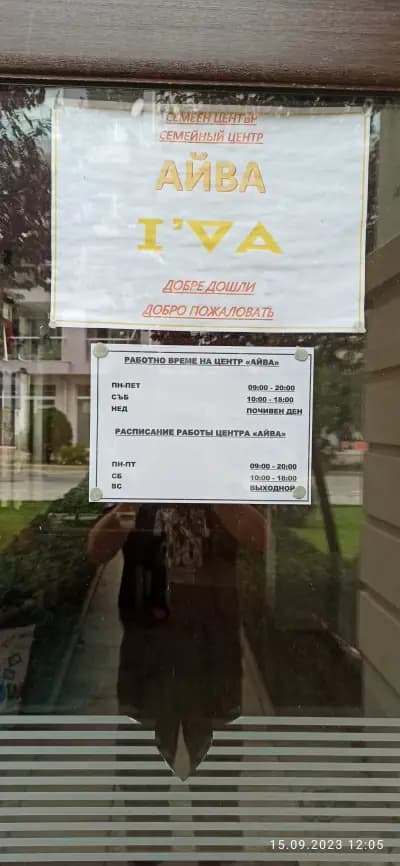 СЕМЕЕН ЦЕНТЪР
СЕМЕЙНЫЙ ЦЕНТР
АЙВА
I'VA
ДОБРЕ ДОШЛИ
ДОБРО ПОЖАЛОВАТЬ
РАБОТНО ВРЕМЕ НА ЦЕНТЪР «АЙВА»
ПН-ПЕТ 09:00 - 20:00
СЪБ 10:00 - 18:00
НЕД ПОЧИВЕН ДЕН
РАСПИСАНИЕ РАБОТЫ ЦЕНТРА «АЙВА»
ПН-ПТ 09:00 - 20:00
СБ 10:00 - 18:00
ВС ВЫХОДНОЙ
15.09.2023 12:05